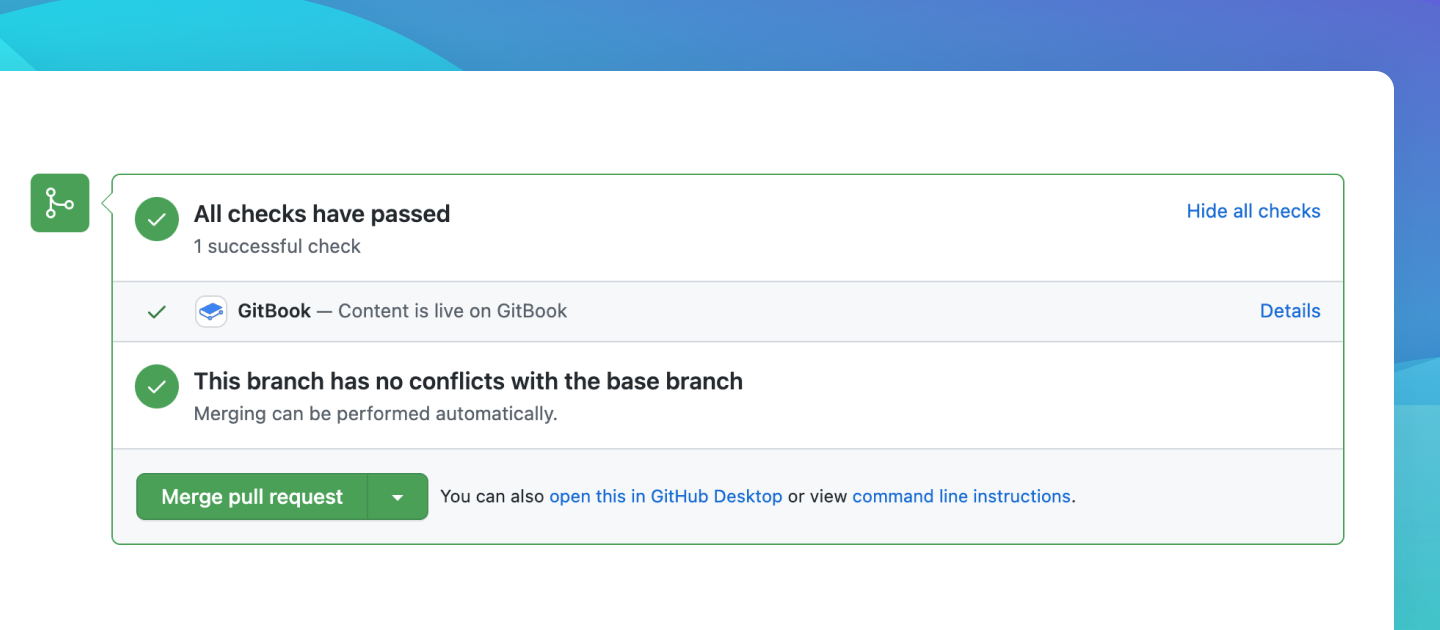 All checks have passed
Hide all checks
1 successful check
GitBook — Content is live on GitBook
Details
This branch has no conflicts with the base branch
Merging can be performed automatically.
Merge pull request
You can also open this in GitHub Desktop or view command line instructions.